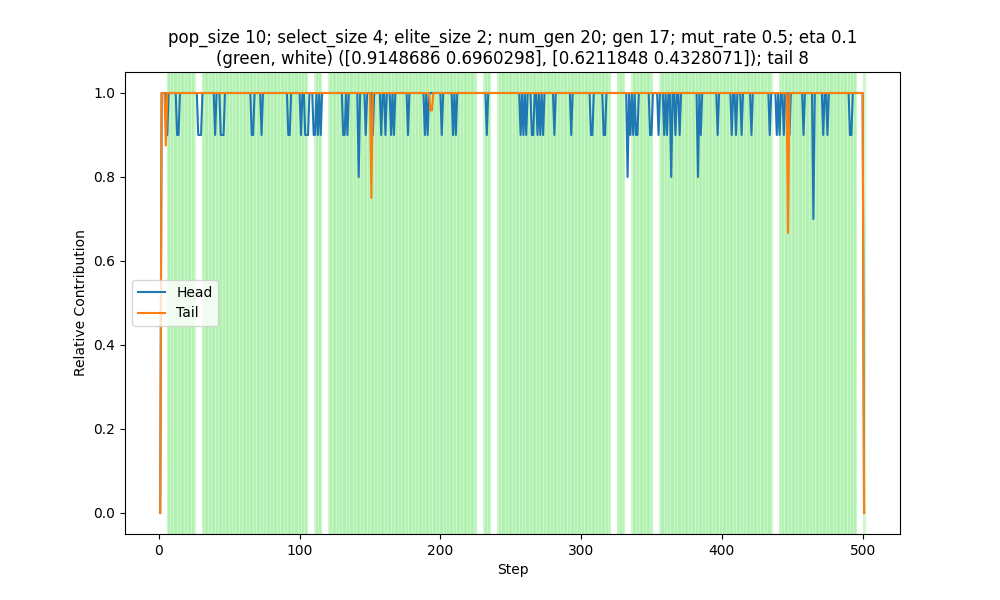 pop_size 10; select_size 4; elite_size 2; num_gen 20; gen 17; mut_rate 0.5; eta 0.1
(green, white) ([0.9148686 0.6960298], [0.6211848 0.4328071]); tail 8
1.0
0.8
0.6
0.4
0.2
0.0
Relative Contribution
Head
Tail
0
100
200
300
400
500
Step